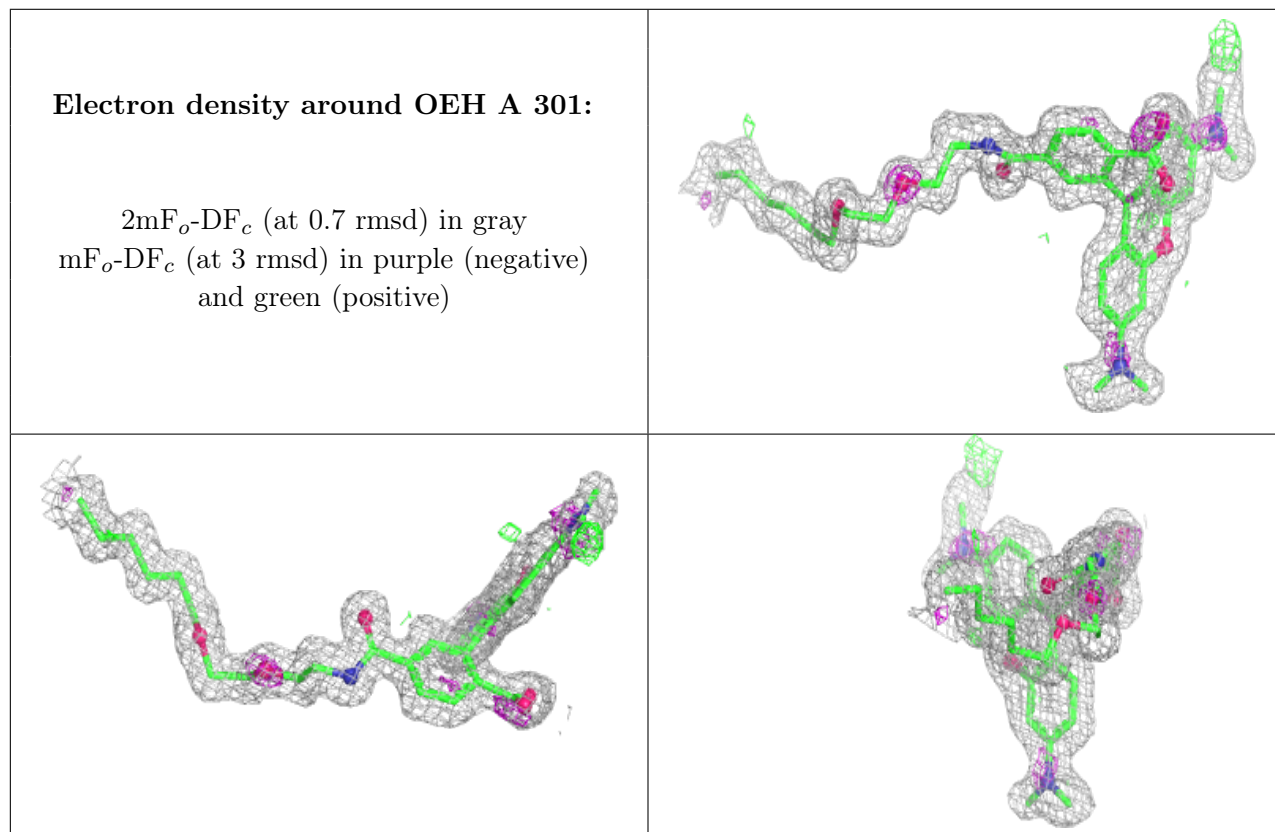 Electron density around OEH A 301:
2mFo-DFc (at 0.7 rmsd) in gray
mFo-DFc (at 3 rmsd) in purple (negative)
and green (positive)